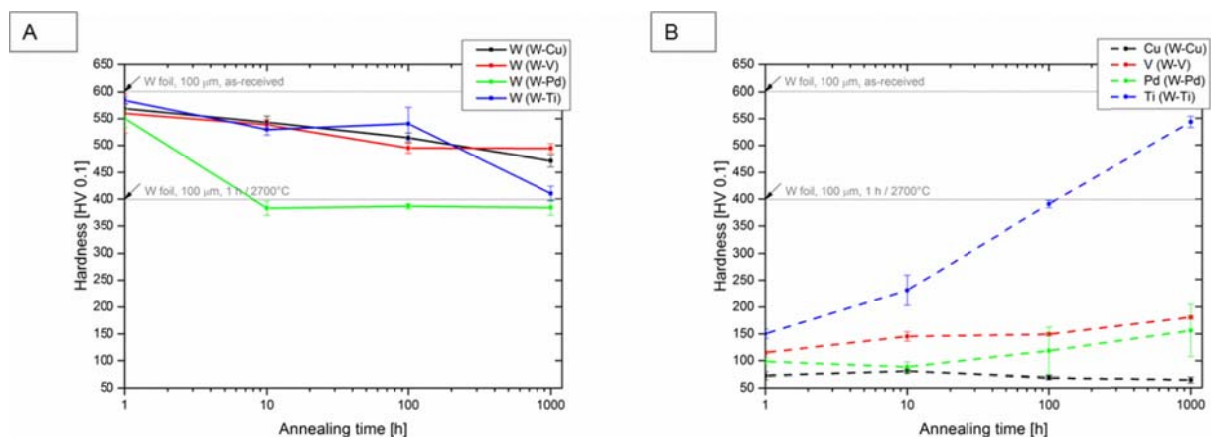 A
W (W-Cu)
W (W-V)
W (W-Pd)
W (W-Ti)
650
600
550
500
450
400
350
300
250
200
150
100
50
W foil, 100 μm, as-received
W foil, 100 μm, 1 h / 2700°C
Hardness [HV 0.1]
1
10
100
1000
Annealing time [h]
B
Cu (W-Cu)
V (W-V)
Pd (W-Pd)
Ti (W-Ti)
650
600
550
500
450
400
350
300
250
200
150
100
50
W foil, 100 μm, as-received
W foil, 100 μm, 1 h / 2700°C
Hardness [HV 0.1]
1
10
100
1000
Annealing time [h]